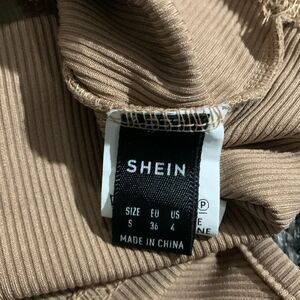 SHEIN
SIZE EU US
S 36 4
MADE IN CHINA
P